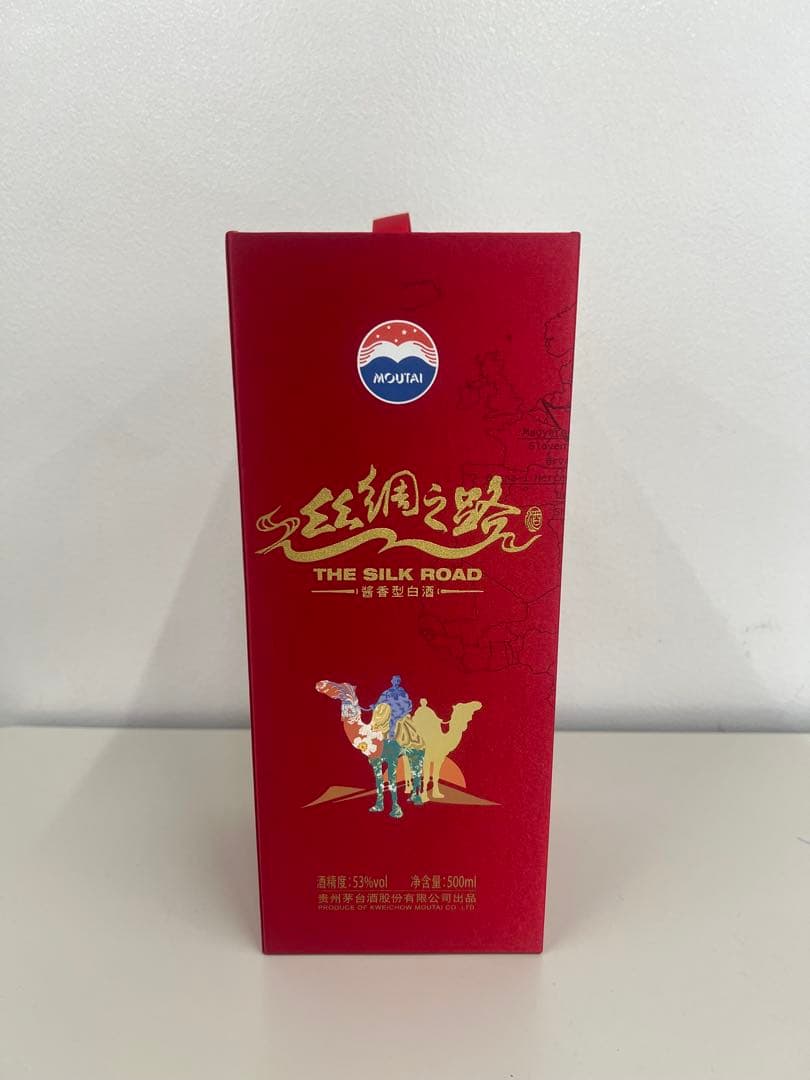 MOUTAI
丝绸之路 酒
THE SILK ROAD
醬香型白酒
酒精度:53%vol 净含量:500ml
贵州茅台酒股份有限公司出品
PRODUCE OF KWEICHOW MOUTAI CO .,LTD.